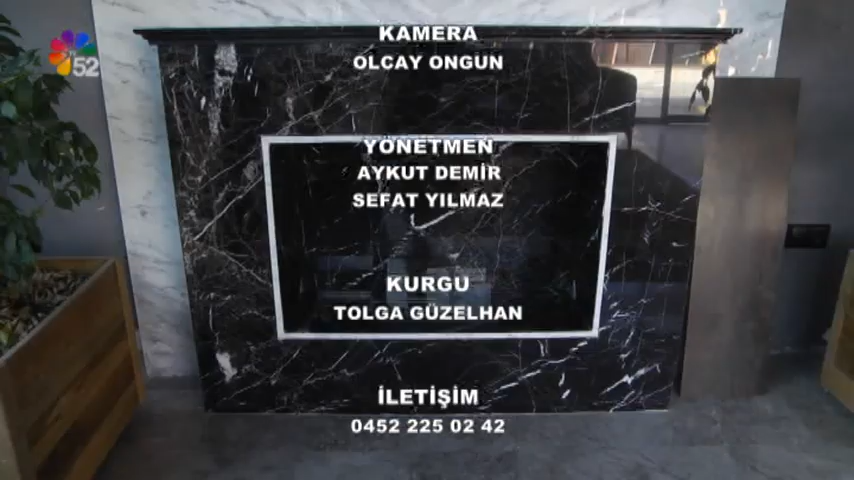 KAMERA
OLCAY ONGUN
52
YÖNETMEN
AYKUT DEMİR
SEFAT YILMAZ
KURGU
TOLGA GÜZELHAN
İLETİŞİM
0452 225 02 42